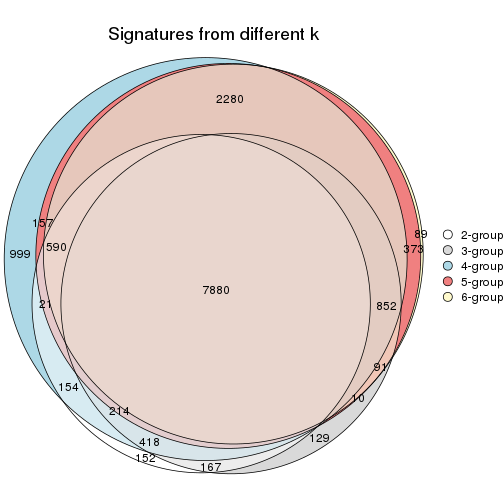 Signatures from different k
2280
157
590
999
7880
21
89
373
852
91
10
154
214
418
152
167
129
2-group
3-group
4-group
5-group
6-group